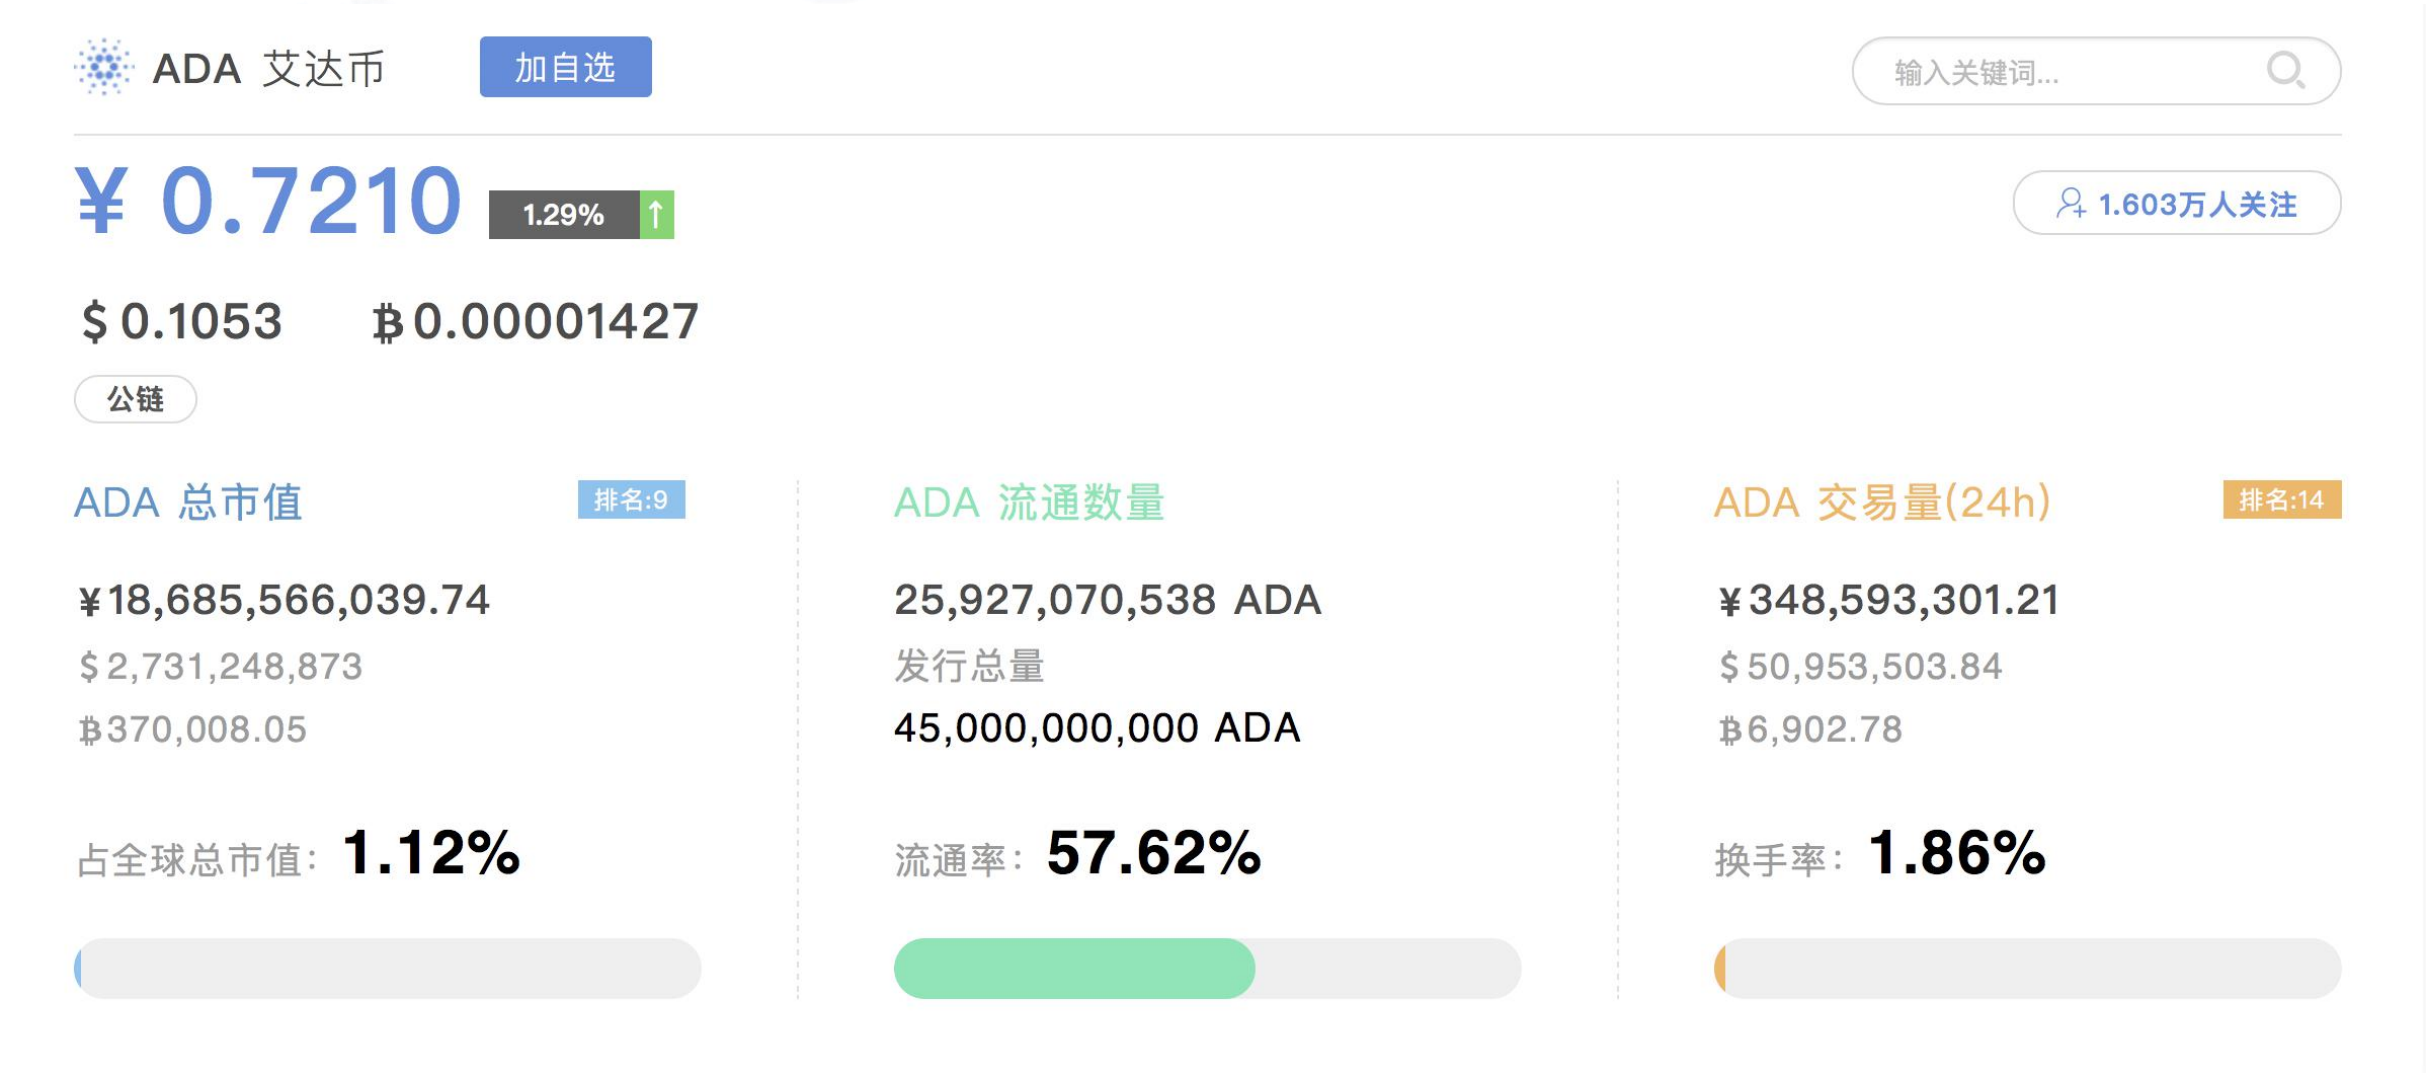 ADA 艾达币
加自选
输入关键词...
¥ 0.7210
1.29% ↑
1.603万人关注
$0.1053
₿0.00001427
公链
ADA 总市值
排名:9
¥18,685,566,039.74
$2,731,248,873
₿370,008.05
占全球总市值: 1.12%
ADA 流通数量
25,927,070,538 ADA
发行总量
45,000,000,000 ADA
流通率: 57.62%
ADA 交易量(24h)
排名:14
¥348,593,301.21
$50,953,503.84
₿6,902.78
换手率: 1.86%